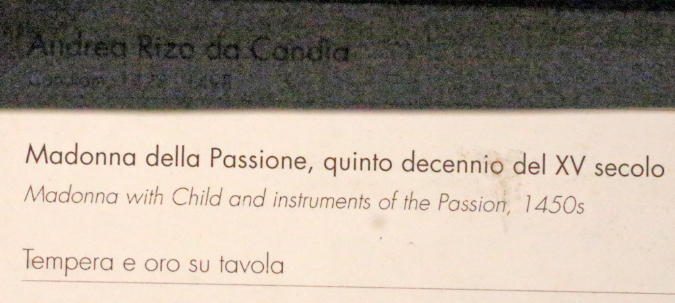 Andrea Rizo da Candia
Madonna della Passione, quinto decennio del XV secolo
Madonna with Child and instruments of the Passion, 1450s
Tempera e oro su tavola